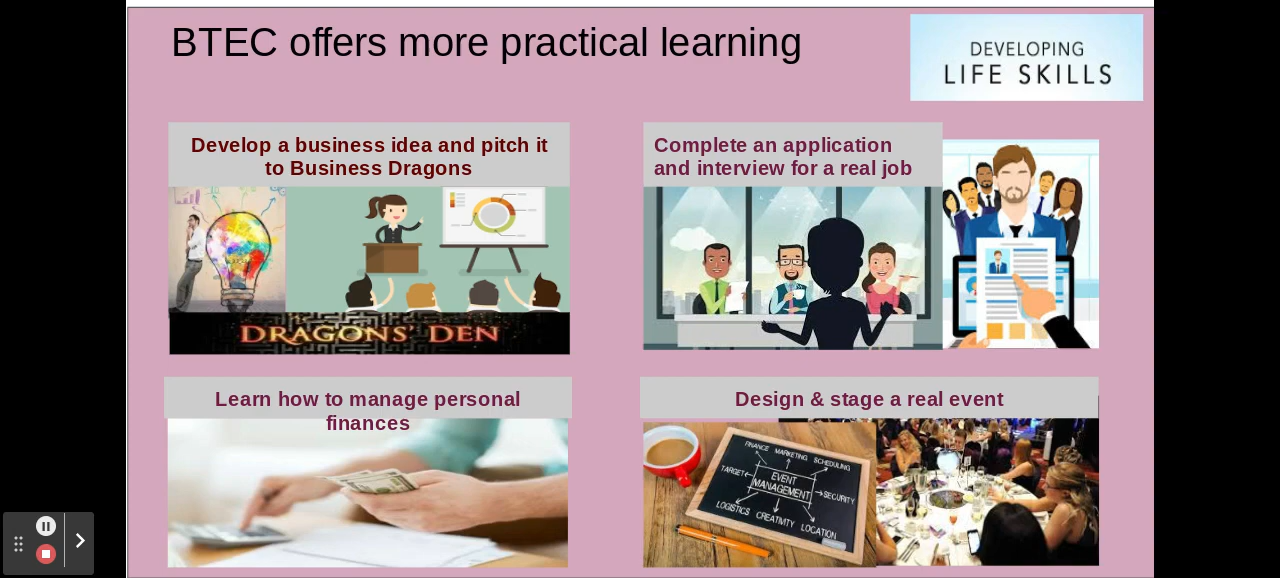 BTEC offers more practical learning
DEVELOPING
LIFE SKILLS
Develop a business idea and pitch it
to Business Dragons
DRAGONS' DEN
Complete an application
and interview for a real job
Learn how to manage personal
finances
Design & stage a real event
FINANCE MARKETING SCHEDULING
TARGET
EVENT
MANAGEMENT
SECURITY
LOGISTICS CREATIVITY LOCATION